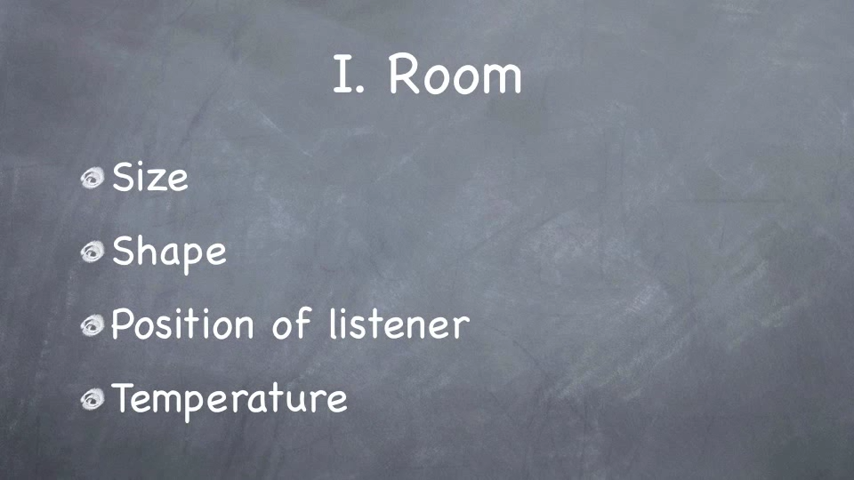 I. Room
Size
Shape
Position of listener
Temperature